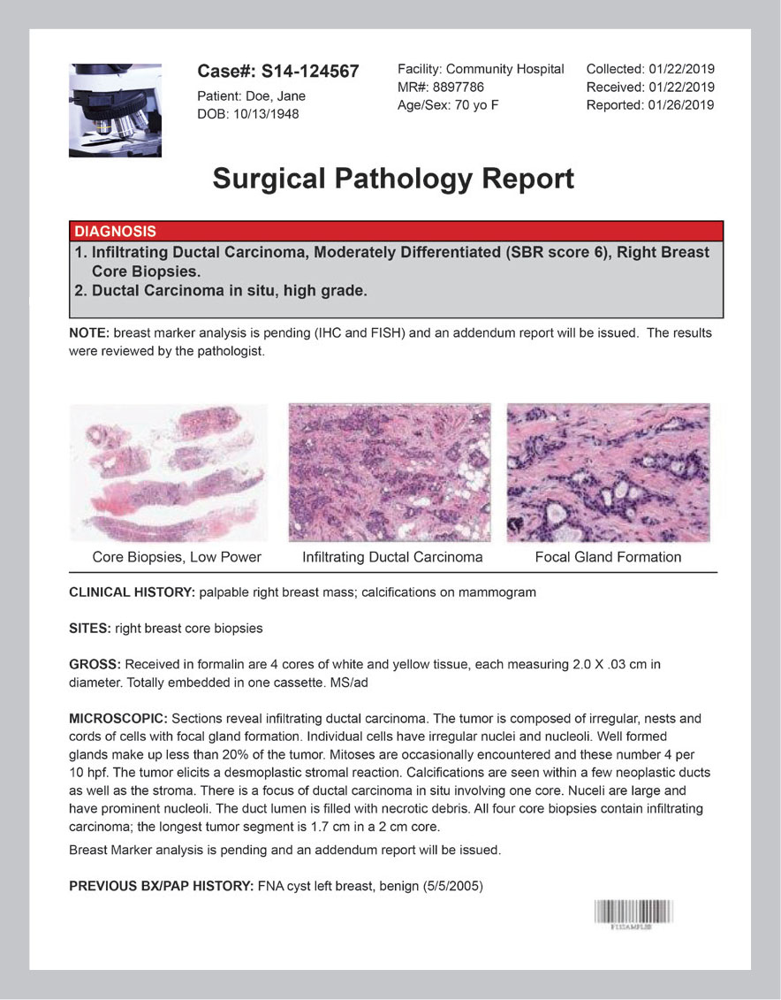 Case#: S14-124567
Patient: Doe, Jane
DOB: 10/13/1948
Facility: Community Hospital
MR#: 8897786
Age/Sex: 70 yo F
Collected: 01/22/2019
Received: 01/22/2019
Reported: 01/26/2019
Surgical Pathology Report
DIAGNOSIS
1. Infiltrating Ductal Carcinoma, Moderately Differentiated (SBR score 6), Right Breast
Core Biopsies.
2. Ductal Carcinoma in situ, high grade.
NOTE: breast marker analysis is pending (IHC and FISH) and an addendum report will be issued. The results
were reviewed by the pathologist.
Core Biopsies, Low Power
Infiltrating Ductal Carcinoma
Focal Gland Formation
CLINICAL HISTORY: palpable right breast mass; calcifications on mammogram
SITES: right breast core biopsies
GROSS: Received in formalin are 4 cores of white and yellow tissue, each measuring 2.0 X .03 cm in
diameter. Totally embedded in one cassette. MS/ad
MICROSCOPIC: Sections reveal infiltrating ductal carcinoma. The tumor is composed of irregular, nests and
cords of cells with focal gland formation. Individual cells have irregular nuclei and nucleoli. Well formed
glands make up less than 20% of the tumor. Mitoses are occasionally encountered and these number 4 per
10 hpf. The tumor elicits a desmoplastic stromal reaction. Calcifications are seen within a few neoplastic ducts
as well as the stroma. There is a focus of ductal carcinoma in situ involving one core. Nuceli are large and
have prominent nucleoli. The duct lumen is filled with necrotic debris. All four core biopsies contain infiltrating
carcinoma; the longest tumor segment is 1.7 cm in a 2 cm core.
Breast Marker analysis is pending and an addendum report will be issued.
PREVIOUS BX/PAP HISTORY: FNA cyst left breast, benign (5/5/2005)